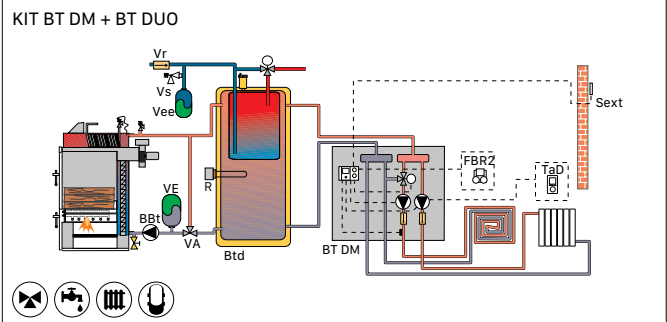 KIT BT DM + BT DUO
Vr
Vs
Vee
Sext
FBR2
TaD
R
VE
BBt
VA
BT DM
Btd